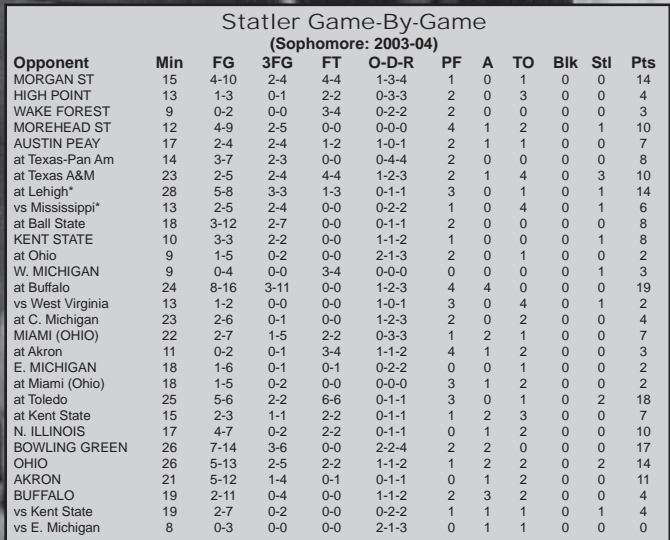 Statler Game-By-Game
(Sophomore: 2003-04)
Opponent Min FG 3FG FT O-D-R PF A TO Blk Stl Pts
MORGAN ST 15 4-10 2-4 4-4 1-3-4 1 0 1 0 0 14
HIGH POINT 13 1-3 0-1 2-2 0-3-3 2 0 3 0 0 4
WAKE FOREST 9 0-2 0-0 3-4 0-2-2 2 0 0 0 0 3
MOREHEAD ST 12 4-9 2-5 0-0 0-0-0 4 1 2 0 1 10
AUSTIN PEAY 17 2-4 2-4 1-2 1-0-1 2 1 1 0 0 7
at Texas-Pan Am 14 3-7 2-3 0-0 0-4-4 2 0 0 0 0 8
at Texas A&M 23 2-5 2-4 4-4 1-2-3 2 1 4 0 3 10
at Lehigh* 28 5-8 3-3 1-3 0-1-1 3 0 1 0 1 14
vs Mississippi* 13 2-5 2-4 0-0 0-2-2 1 0 4 0 1 6
at Ball State 18 3-12 2-7 0-0 0-1-1 2 0 0 0 0 8
KENT STATE 10 3-3 2-2 0-0 1-1-2 1 0 0 0 1 8
at Ohio 9 1-5 0-2 0-0 2-1-3 2 0 1 0 0 2
W. MICHIGAN 9 0-4 0-0 3-4 0-0-0 0 0 0 0 1 3
at Buffalo 24 8-16 3-11 0-0 1-2-3 4 4 0 0 0 19
vs West Virginia 13 1-2 0-0 0-0 1-0-1 3 0 4 0 1 2
at C. Michigan 23 2-6 0-1 0-0 1-2-3 2 0 2 0 0 4
MIAMI (OHIO) 22 2-7 1-5 2-2 0-3-3 1 2 1 0 0 7
at Akron 11 0-2 0-1 3-4 1-1-2 4 1 2 0 0 3
E. MICHIGAN 18 1-6 0-1 0-1 0-2-2 0 0 1 0 0 2
at Miami (Ohio) 18 1-5 0-2 0-0 0-0-0 3 1 2 0 0 2
at Toledo 25 5-6 2-2 6-6 0-1-1 3 0 1 0 2 18
at Kent State 15 2-3 1-1 2-2 0-1-1 1 2 3 0 0 7
N. ILLINOIS 17 4-7 0-2 2-2 0-1-1 0 1 2 0 0 10
BOWLING GREEN 26 7-14 3-6 0-0 2-2-4 2 2 0 0 0 17
OHIO 26 5-13 2-5 2-2 1-1-2 1 2 2 0 2 14
AKRON 21 5-12 1-4 0-1 0-1-1 0 1 2 0 0 11
BUFFALO 19 2-11 0-4 0-0 1-1-2 2 3 2 0 0 4
vs Kent State 19 2-7 0-2 0-0 0-2-2 1 1 1 0 1 4
vs E. Michigan 8 0-3 0-0 0-0 2-1-3 0 1 1 0 0 0